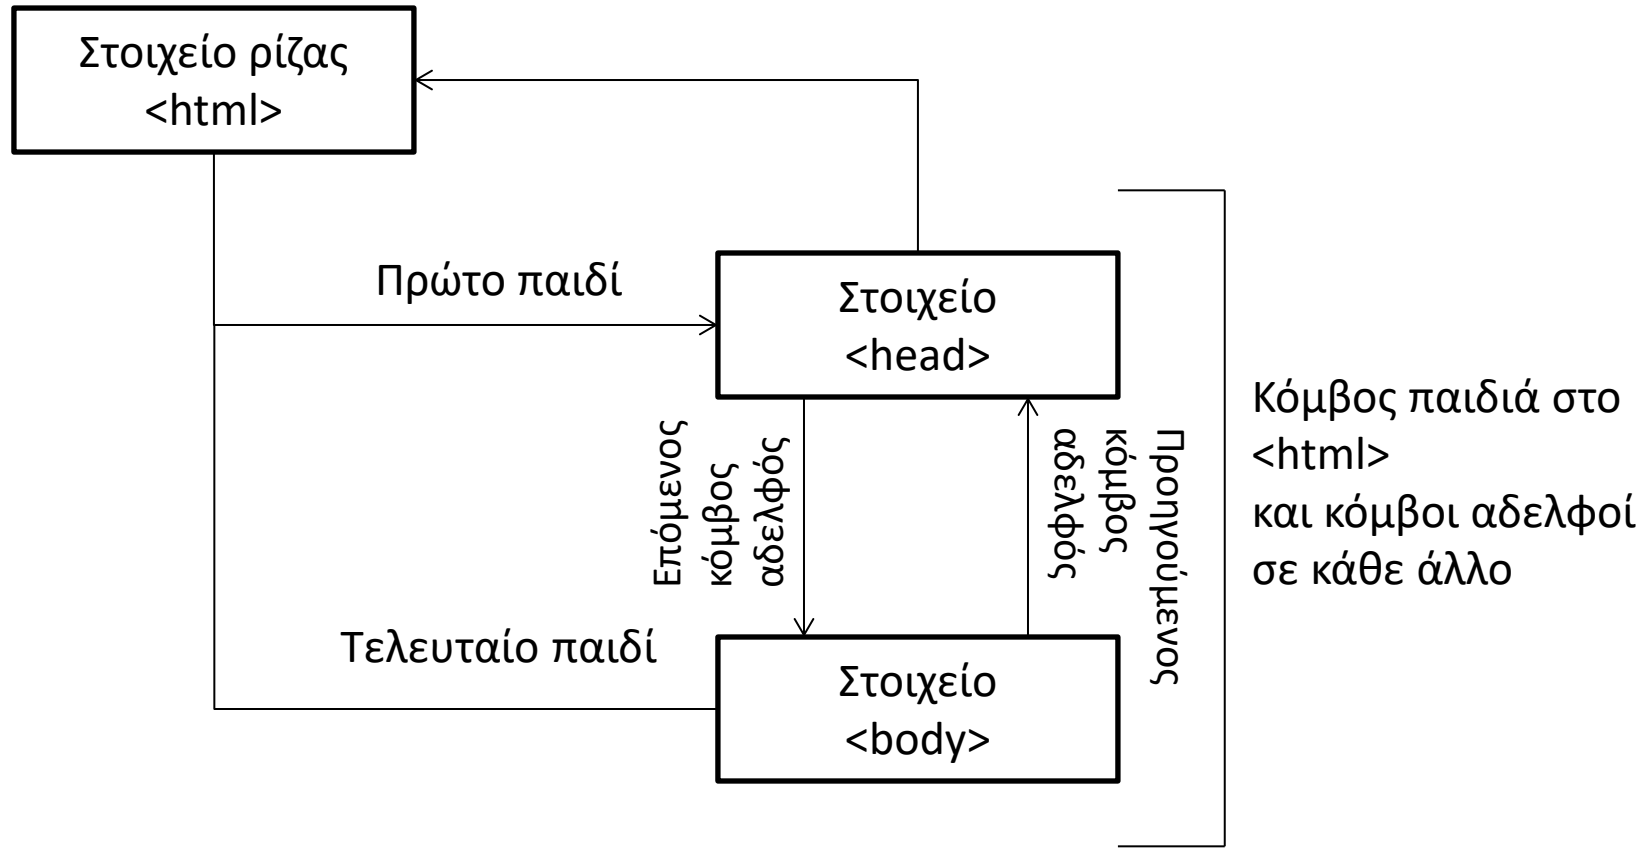 Στοιχείο ρίζας
<html>
Πρώτο παιδί
Στοιχείο
<head>
Επόμενος
κόμβος
αδελφός
Προηγούμενος
κόμβος
αδελφός
Κόμβος παιδιά στο
<html>
και κόμβοι αδελφοί
σε κάθε άλλο
Τελευταίο παιδί
Στοιχείο
<body>